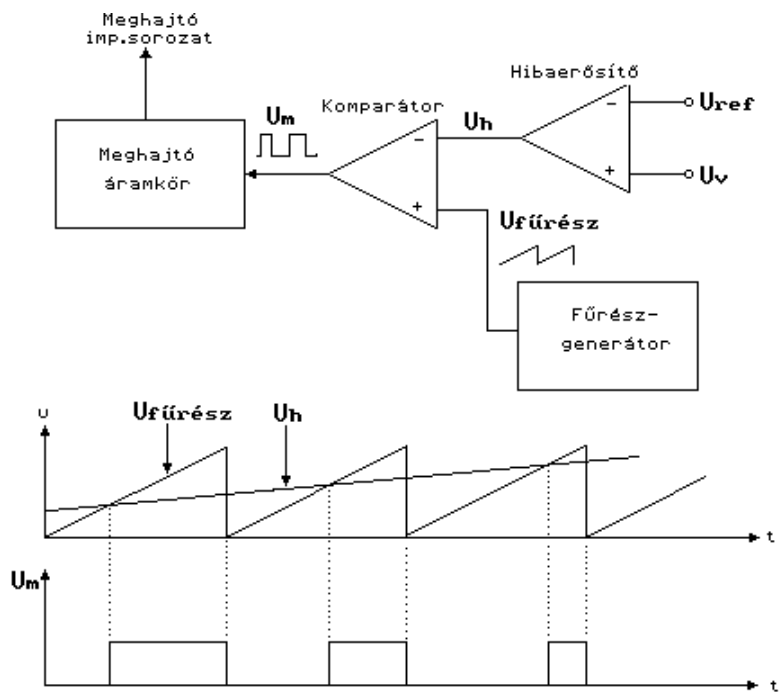 Meghajtó
imp.sorozat
Hibaerősítő
Komparátor
Um
Uh
-
Uref
Meghajtó
áramkör
-
+
Uv
+
Ufűrész
Fűrész-
generátor
u
Ufűrész
Uh
t
Um
t